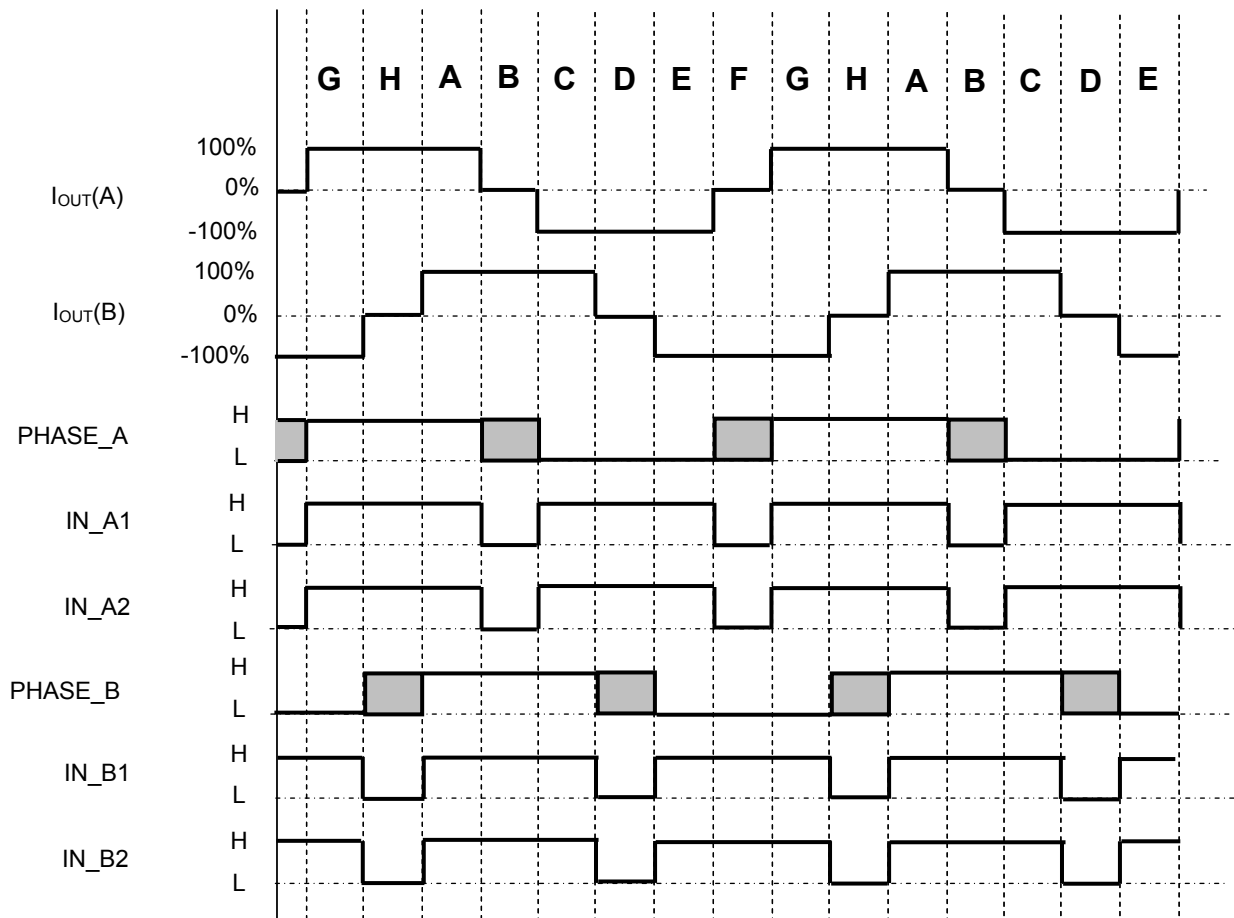 G H A B C D E F G H A B C D E
100%
IOUT(A) 0%
-100%
100%
IOUT(B) 0%
-100%
H
PHASE_A
L
H
IN_A1
L
H
IN_A2
L
H
PHASE_B
L
H
IN_B1
L
H
IN_B2
L